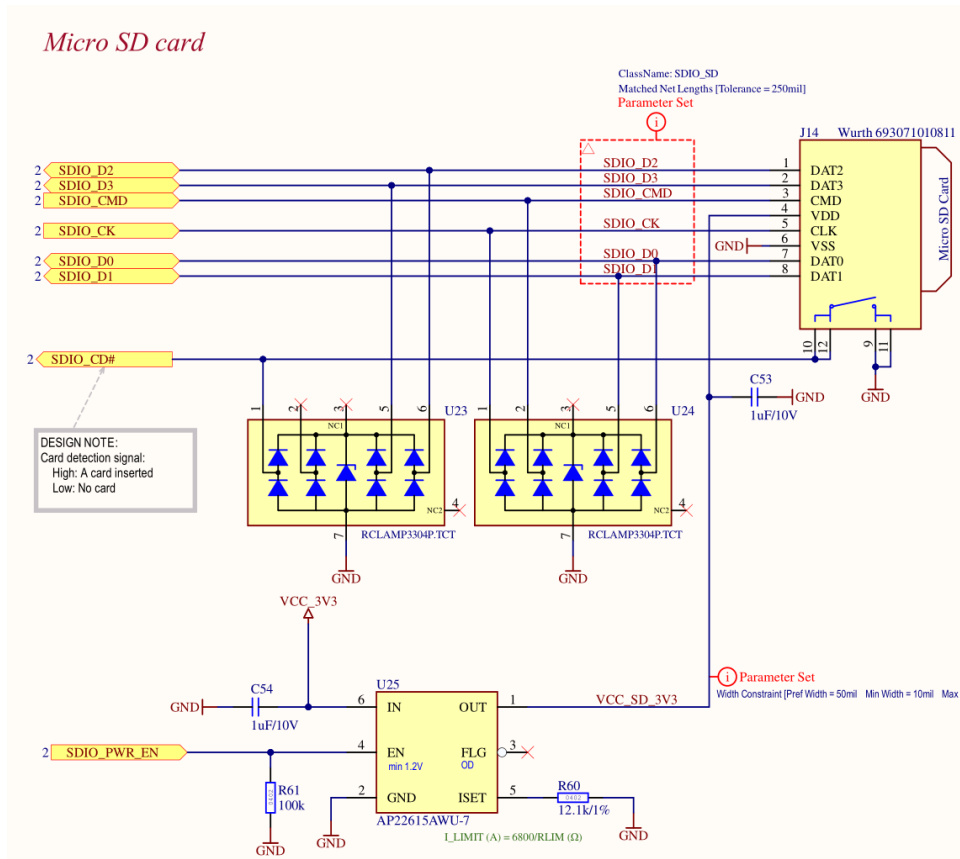 Micro SD card
ClassName: SDIO_SD
Matched Net Lengths [Tolerance = 250mil]
Parameter Set
i
J14 Wurth 693071010811
2 SDIO_D2 SDIO_D2 1 DAT2
2 SDIO_D3 SDIO_D3 2 DAT3
2 SDIO_CMD SDIO_CMD 3 CMD
4 VDD
2 SDIO_CK SDIO_CK 5 CLK
GND 6 VSS
2 SDIO_D0 SDIO_D0 7 DAT0
2 SDIO_D1 SDIO_D1 8 DAT1
Micro SD Card
10 12 9 11
2 SDIO_CD#
C53
GND
1uF/10V
GND
DESIGN NOTE:
Card detection signal:
High: A card inserted
Low: No card
1 2 3 5 6 U23
NC1
4
NC2
7 RCLAMP3304P.TCT
GND
1 2 3 5 6 U24
NC1
4
NC2
7 RCLAMP3304P.TCT
GND
VCC_3V3
i Parameter Set
Width Constraint [Pref Width = 50mil Min Width = 10mil Max
U25
C54
GND
1uF/10V
6 IN OUT 1 VCC_SD_3V3
2 SDIO_PWR_EN 4 EN FLG 3
min 1.2V OD
R61
0402
100k
GND
2 GND ISET 5
R60
0402
12.1k/1%
GND
GND
AP22615AWU-7
I_LIMIT (A) = 6800/RLIM (Ω)